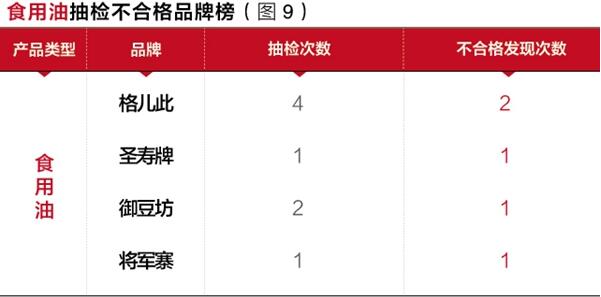 食用油抽检不合格品牌榜（图9）
产品类型 品牌 抽检次数 不合格发现次数
食用油
格儿此 4 2
圣寿牌 1 1
御豆坊 2 1
将军寨 1 1